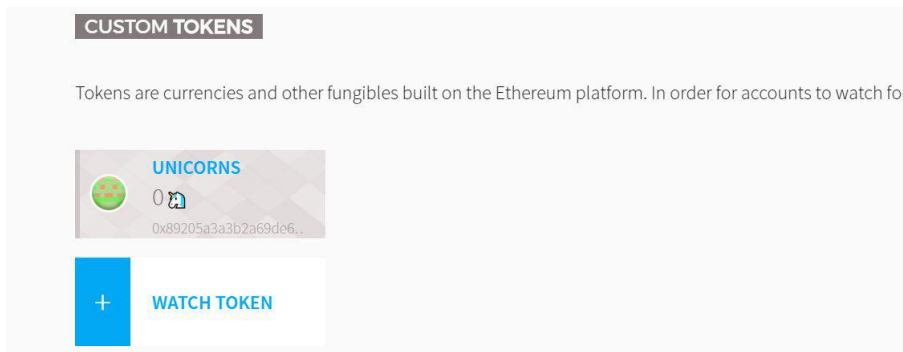 CUSTOM TOKENS
Tokens are currencies and other fungibles built on the Ethereum platform. In order for accounts to watch fo
UNICORNS
0 🦄
0x89205a3a3b2a69de6..
+ WATCH TOKEN